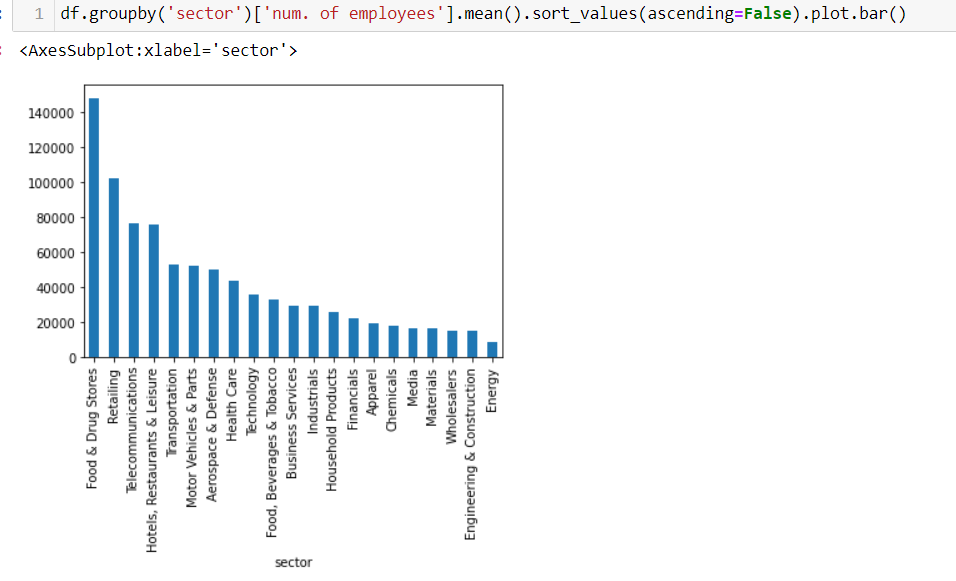 1 df.groupby('sector')['num. of employees'].mean().sort_values(ascending=False).plot.bar()
<AxesSubplot:xlabel='sector'>
140000
120000
100000
80000
60000
40000
20000
0
Food & Drug Stores
Retailing
Telecommunications
Hotels, Restaurants & Leisure
Transportation
Motor Vehicles & Parts
Aerospace & Defense
Health Care
Technology
Food, Beverages & Tobacco
Business Services
Industrials
Household Products
Financials
Apparel
Chemicals
Media
Materials
Wholesalers
Engineering & Construction
Energy
sector